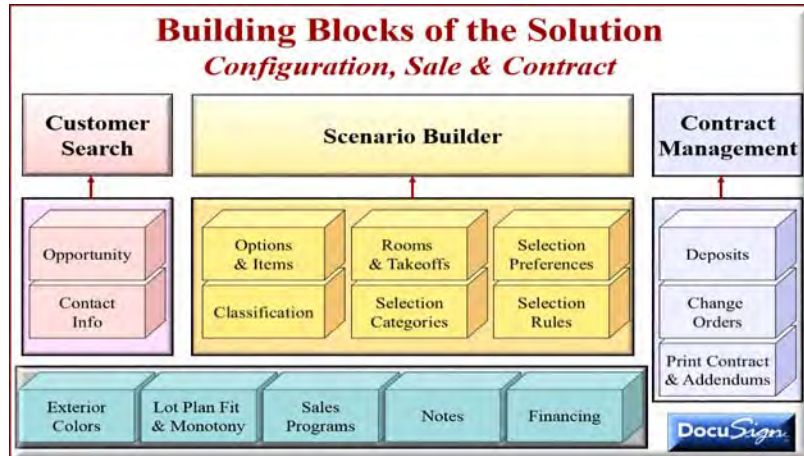 Building Blocks of the Solution
Configuration, Sale & Contract
Customer
Search
Scenario Builder
Contract
Management
Opportunity
Contact
Info
Options
& Items
Rooms
& Takeoffs
Selection
Preferences
Classification
Selection
Categories
Selection
Rules
Deposits
Change
Orders
Print Contract
& Addendums
Exterior
Colors
Lot Plan Fit
& Monotony
Sales
Programs
Notes
Financing
DocuSign